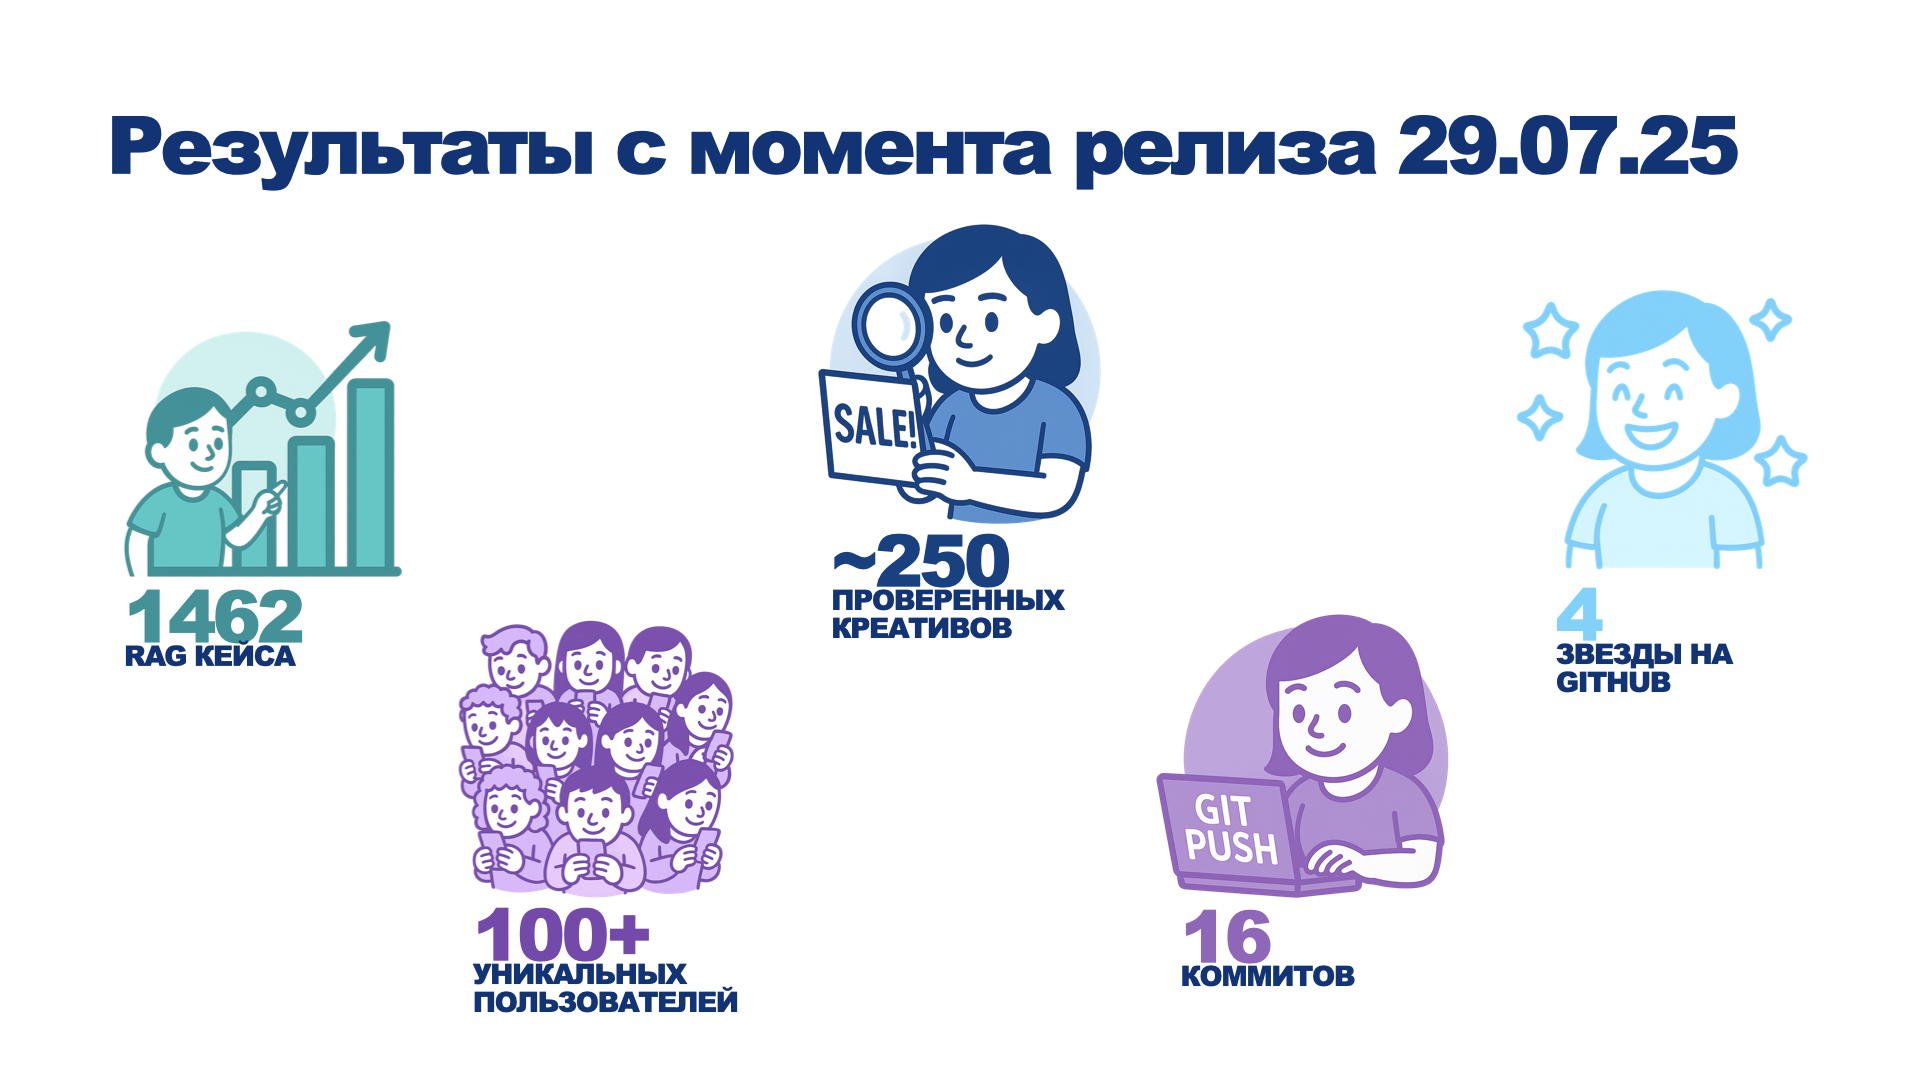 Результаты с момента релиза 29.07.25
SALE!
~250
ПРОВЕРЕННЫХ
КРЕАТИВОВ
1462
RAG КЕЙСА
4
ЗВЕЗДЫ НА
GITHUB
GIT
PUSH
100+
УНИКАЛЬНЫХ
ПОЛЬЗОВАТЕЛЕЙ
16
КОММИТОВ